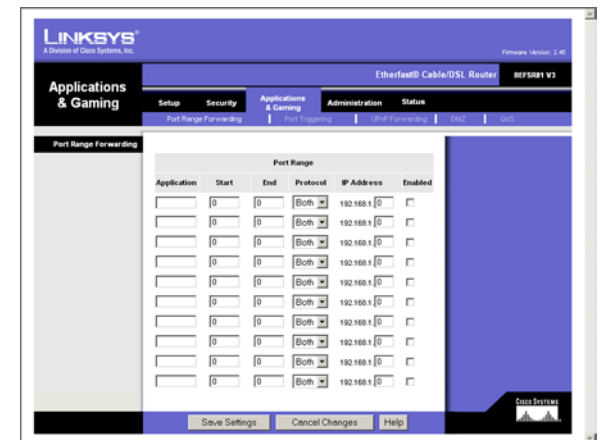 LINKSYS®
A Division of Cisco Systems, Inc.
Firmware Version: 2.45
Etherfast® Cable/DSL Router
BEFSR81 V3
Applications & Gaming
Setup Security Applications & Gaming Administration Status
Port Range Forwarding Port Triggering UPnP Forwarding DMZ QoS
Port Range Forwarding
Port Range
Application Start End Protocol IP Address Enabled
0 0 Both 192.168.1.0
0 0 Both 192.168.1.0
0 0 Both 192.168.1.0
0 0 Both 192.168.1.0
0 0 Both 192.168.1.0
0 0 Both 192.168.1.0
0 0 Both 192.168.1.0
0 0 Both 192.168.1.0
0 0 Both 192.168.1.0
0 0 Both 192.168.1.0
CISCO SYSTEMS
Save Settings Cancel Changes Help